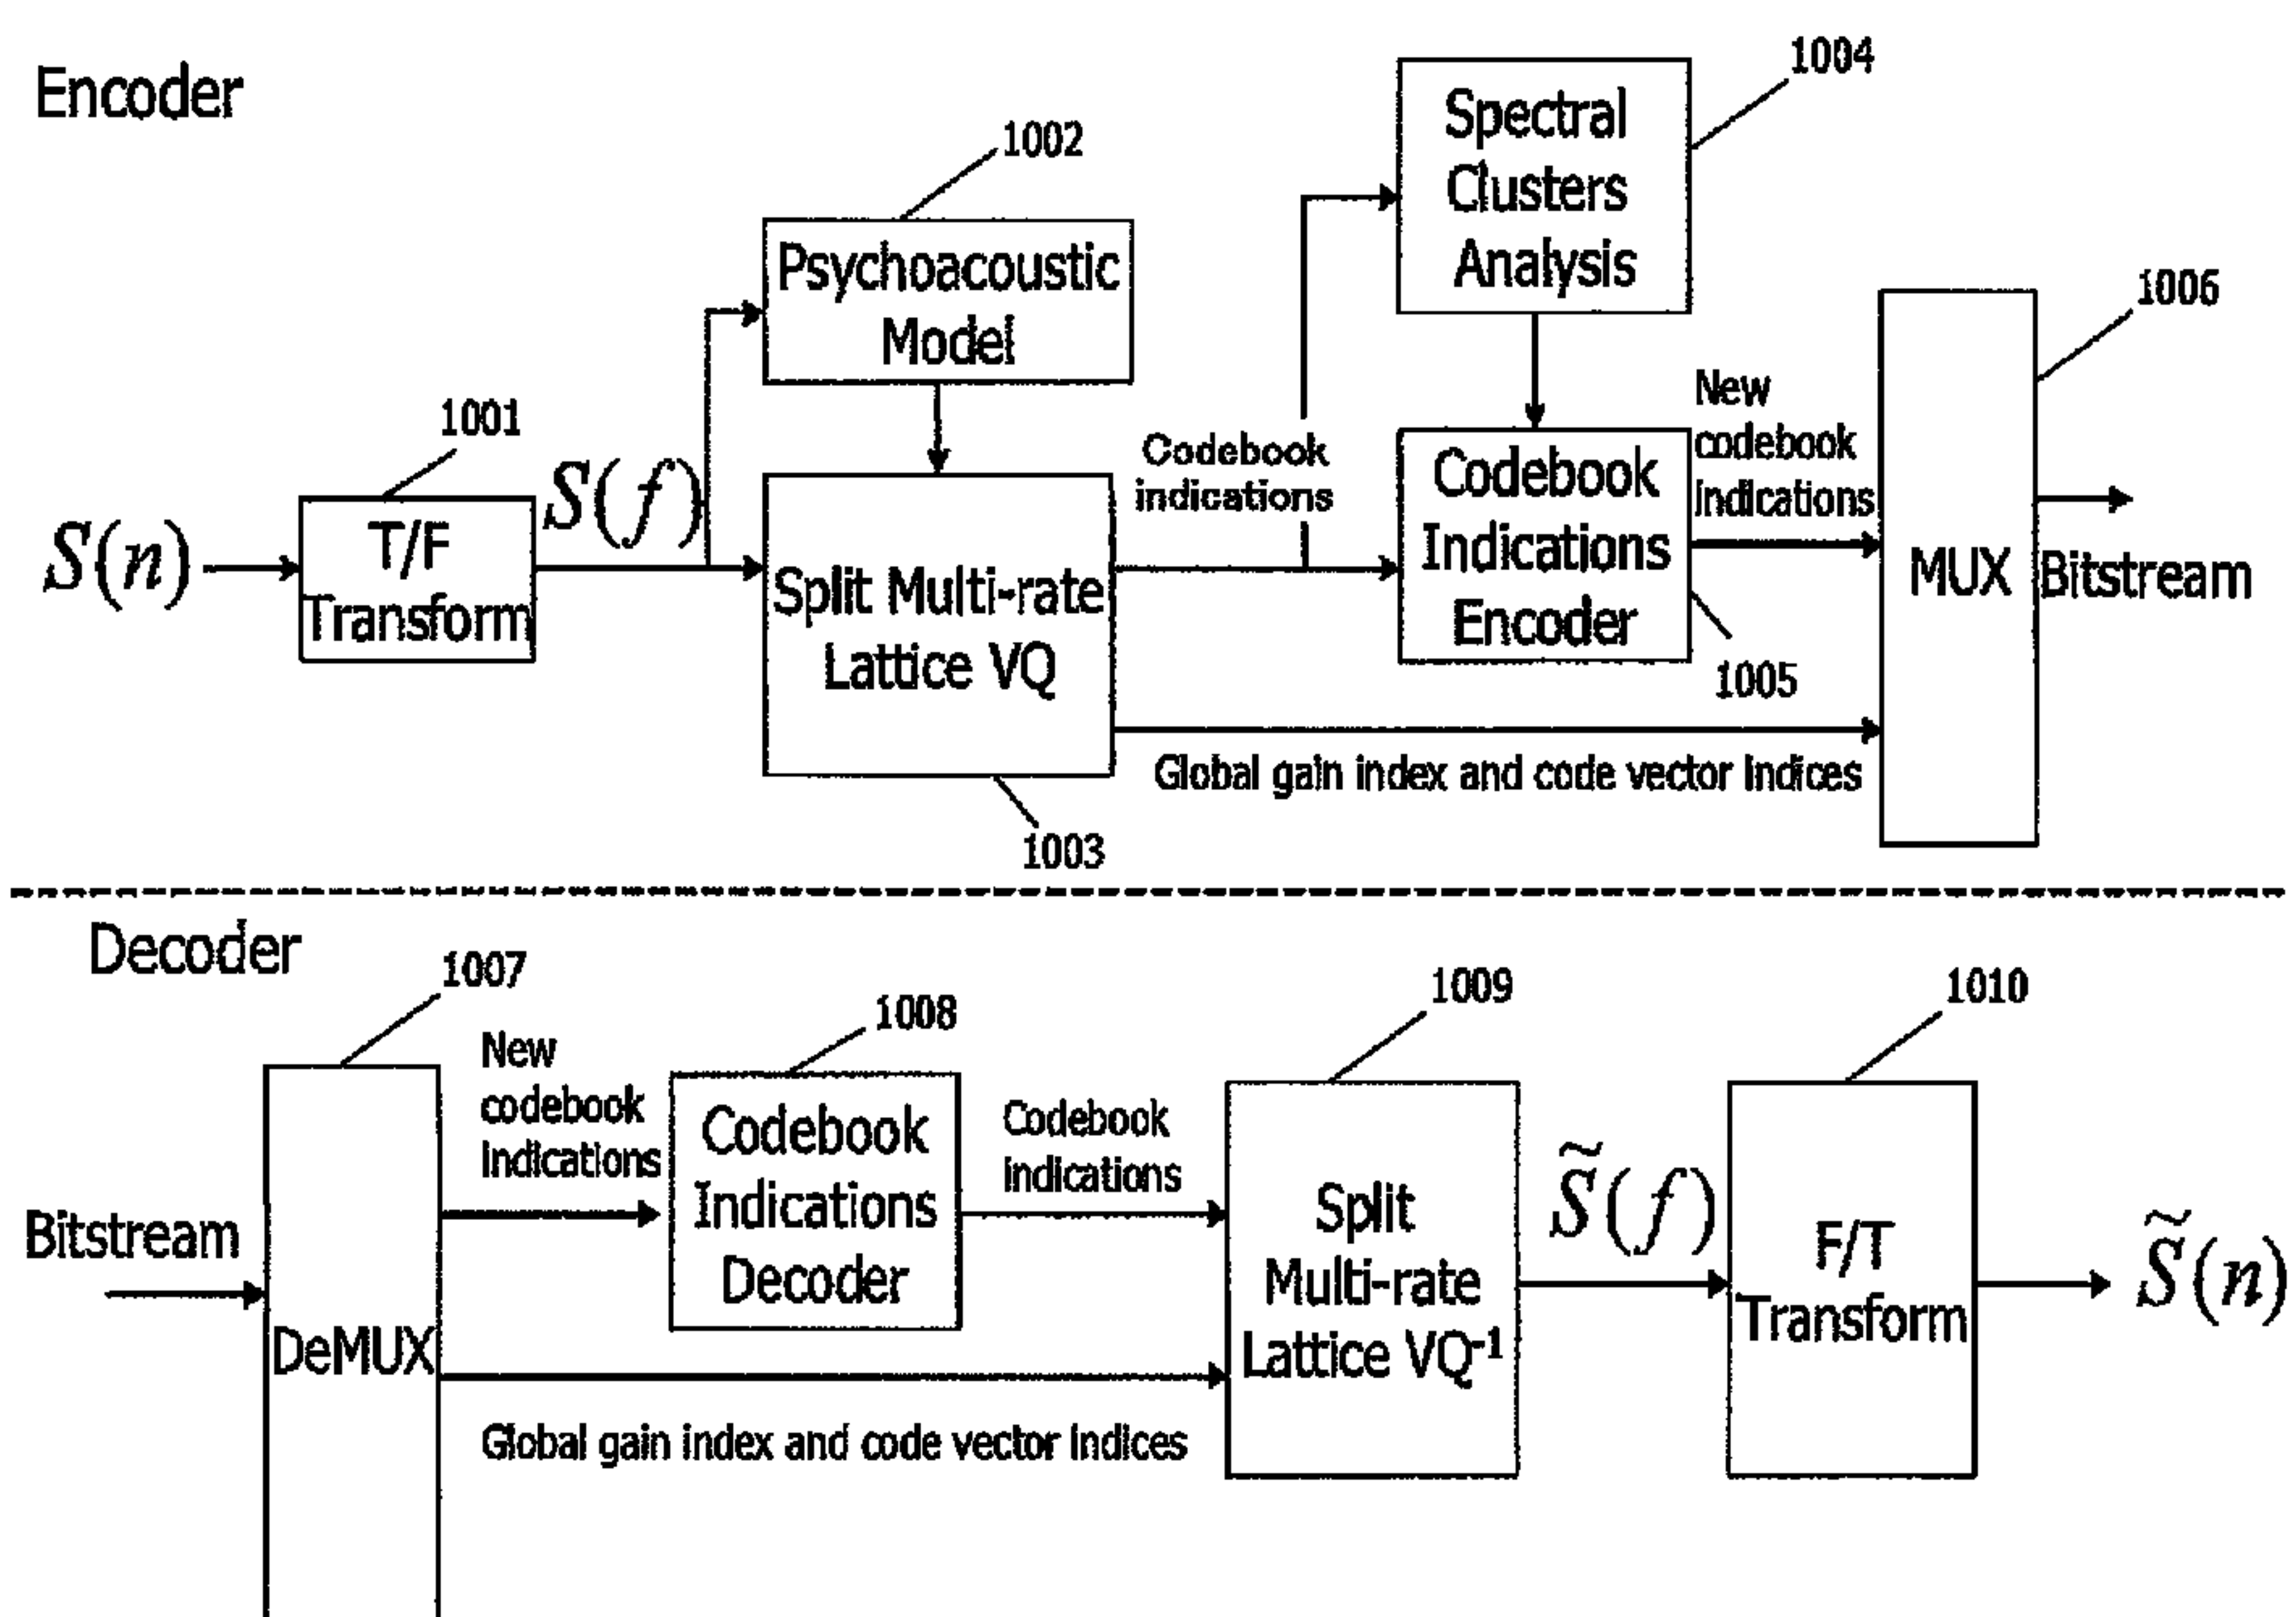 Encoder
1004
Spectral
Clusters
Analysis
1002
Psychoacoustic
Model
1006
1001
S(f)
S(n)
T/F
Transform
Split Multi-rate
Lattice VQ
1003
Codebook
indications
Codebook
Indications
Encoder
1005
New
codebook
indications
MUX
Bitstream
Global gain index and code vector indices
Decoder
1007
Bitstream
DeMUX
New
codebook
indications
1008
Codebook
Indications
Decoder
Codebook
indications
Global gain index and code vector indices
1009
Split
Multi-rate
Lattice VQ⁻¹
S̃(f)
1010
F/T
Transform
S̃(n)